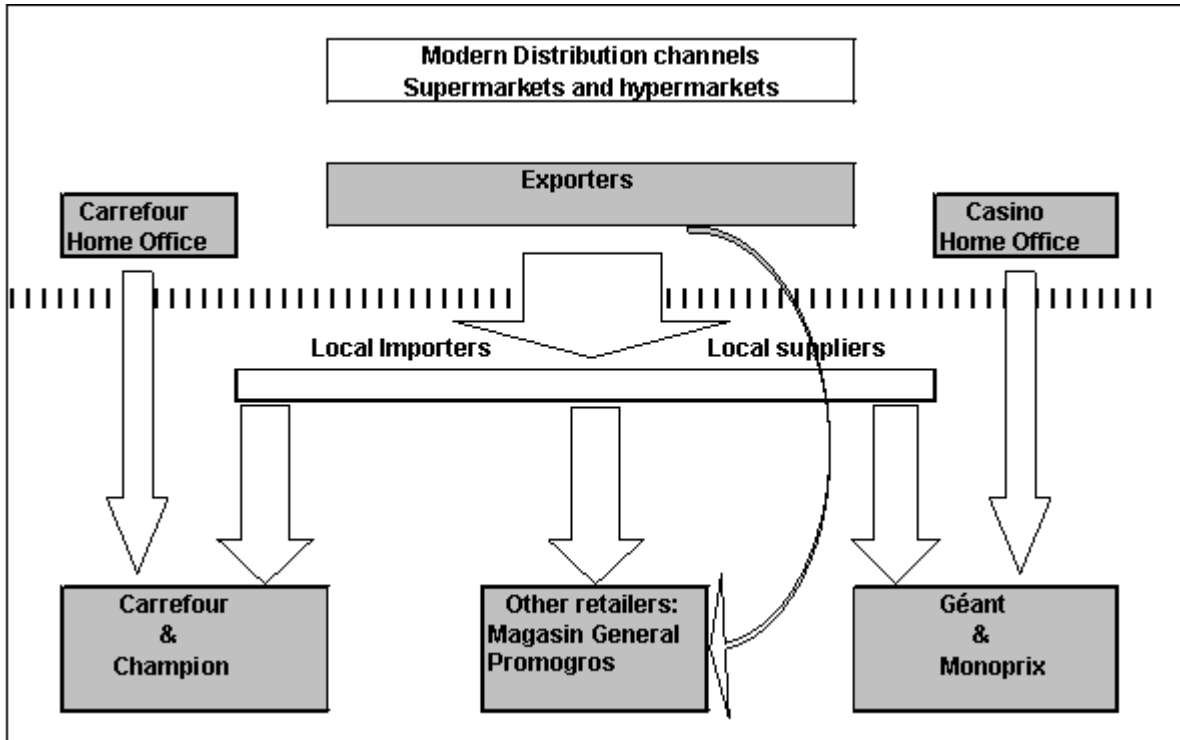 Modern Distribution channels
Supermarkets and hypermarkets
Exporters
Carrefour
Home Office
Casino
Home Office
Local Importers
Local suppliers
Carrefour
&
Champion
Other retailers:
Magasin General
Promogros
Géant
&
Monoprix